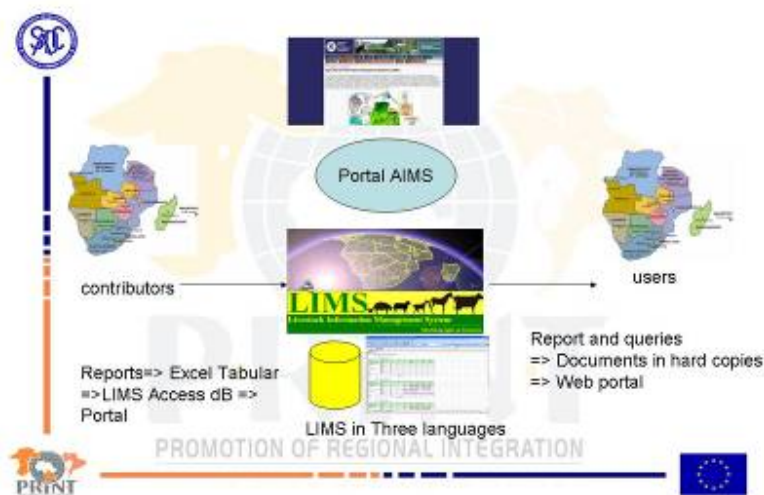 Portal AIMS
contributors
users
LIMS
Livestock Information Management System
Reports=> Excel Tabular
=>LIMS Access dB =>
Portal
LIMS in Three languages
Report and queries
=> Documents in hard copies
=> Web portal
PRINT
PROMOTION OF REGIONAL INTEGRATION
PRINT